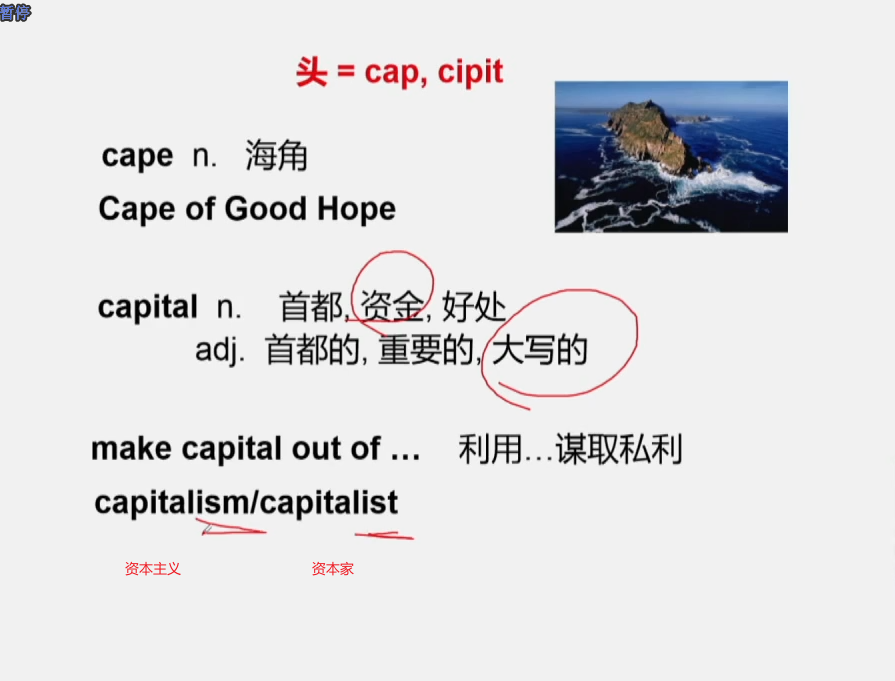 暂停
头 = cap, cipit
cape n. 海角
Cape of Good Hope
capital n. 首都, 资金, 好处
adj. 首都的, 重要的, 大写的
make capital out of ... 利用...谋取私利
capitalism/capitalist
资本主义 资本家